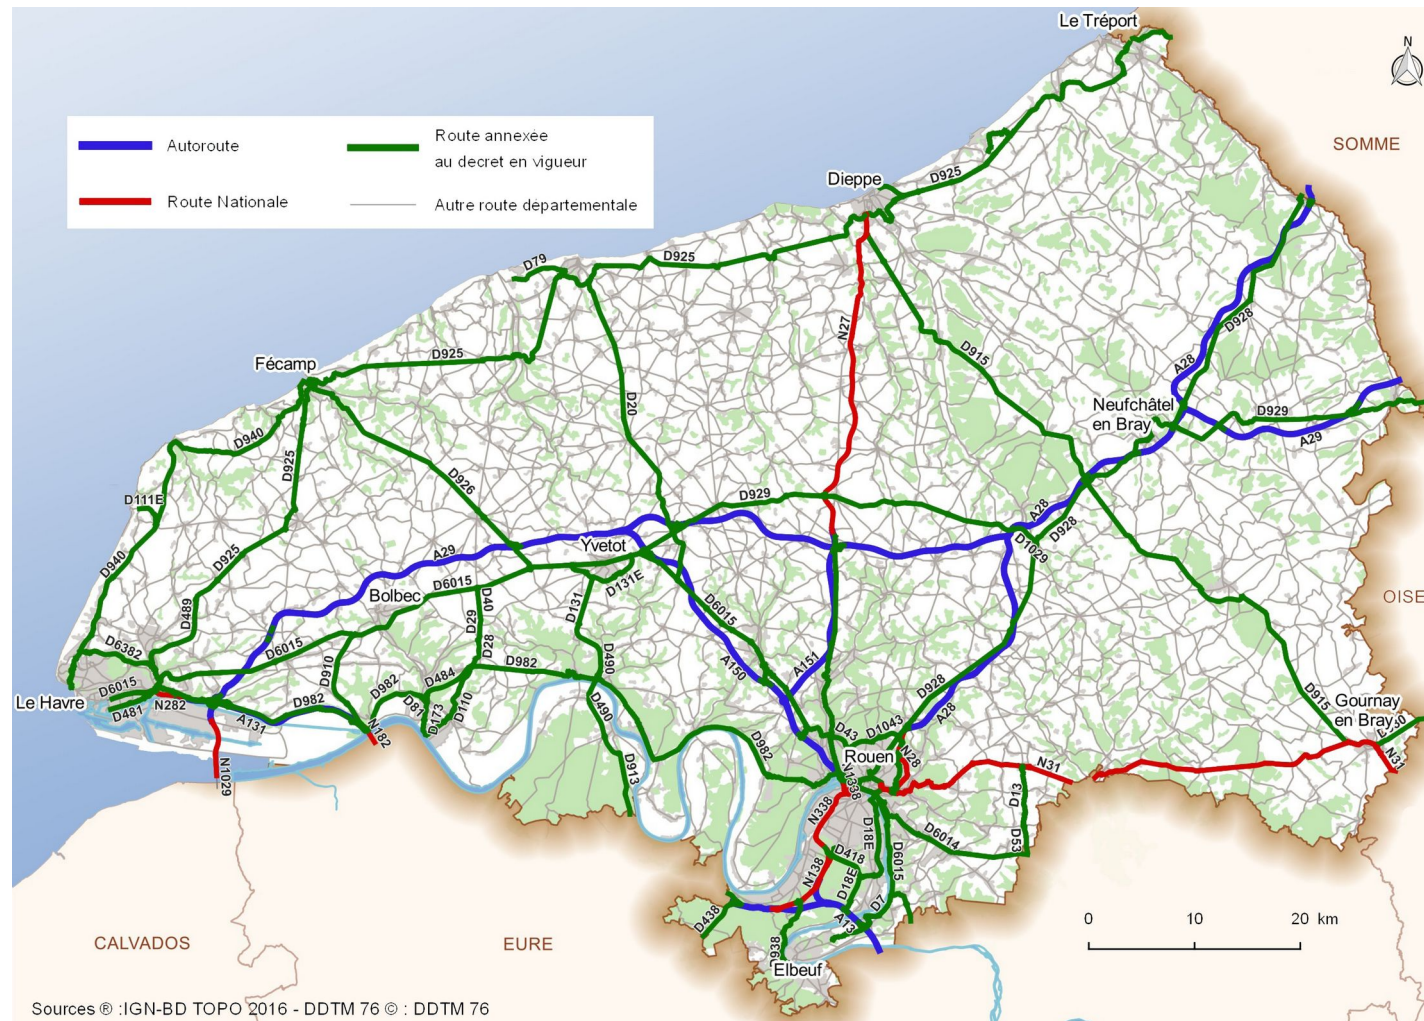 Le Tréport
N
SOMME
Autoroute
Route annexée
au decret en vigueur
Route Nationale
Autre route départementale
Dieppe
D925
D79
D925
N27
D928
D915
A28
Fécamp
D925
D20
Neufchâtel
en Bray
D929
A29
D940
D925
D926
D111E
D929
A28
D928
D1029
Yvetot
A29
D940
D925
D6015
D131E
Bolbec
D40
D131
D29
D489
D6015
OISE
D28
D6382
D6015
D982
D490
A150
A151
D910
D484
D928
D982
D81
D173
D110
D915
Le Havre
D6015
D481
N282
D982
A131
N182
D490
A28
Gournay
en Bray
D43
D1043
D982
N1029
D913
Rouen
N28
N31
N31
N1338
D13
N338
D18E
D6014
D53
D418
D6015
N138
D18E
D7
D438
A13
D938
0 10 20 km
CALVADOS
EURE
Elbeuf
Sources ® :IGN-BD TOPO 2016 - DDTM 76 © : DDTM 76